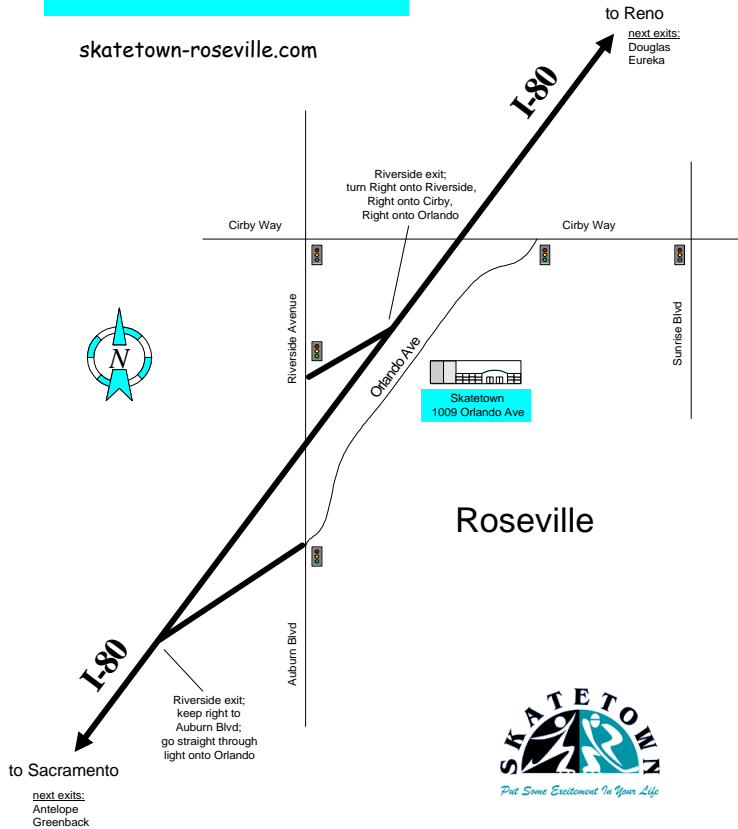 to Reno
next exits:
Douglas
Eureka
skatetown-roseville.com
I-80
Riverside exit;
turn Right onto Riverside,
Right onto Cirby,
Right onto Orlando
Cirby Way
Cirby Way
Riverside Avenue
Sunrise Blvd
N
Orlando Ave
Skatetown
1009 Orlando Ave
Roseville
Auburn Blvd
I-80
Riverside exit;
keep right to
Auburn Blvd;
go straight through
light onto Orlando
to Sacramento
next exits:
Antelope
Greenback
SKATETOWN
Put Some Excitement In Your Life